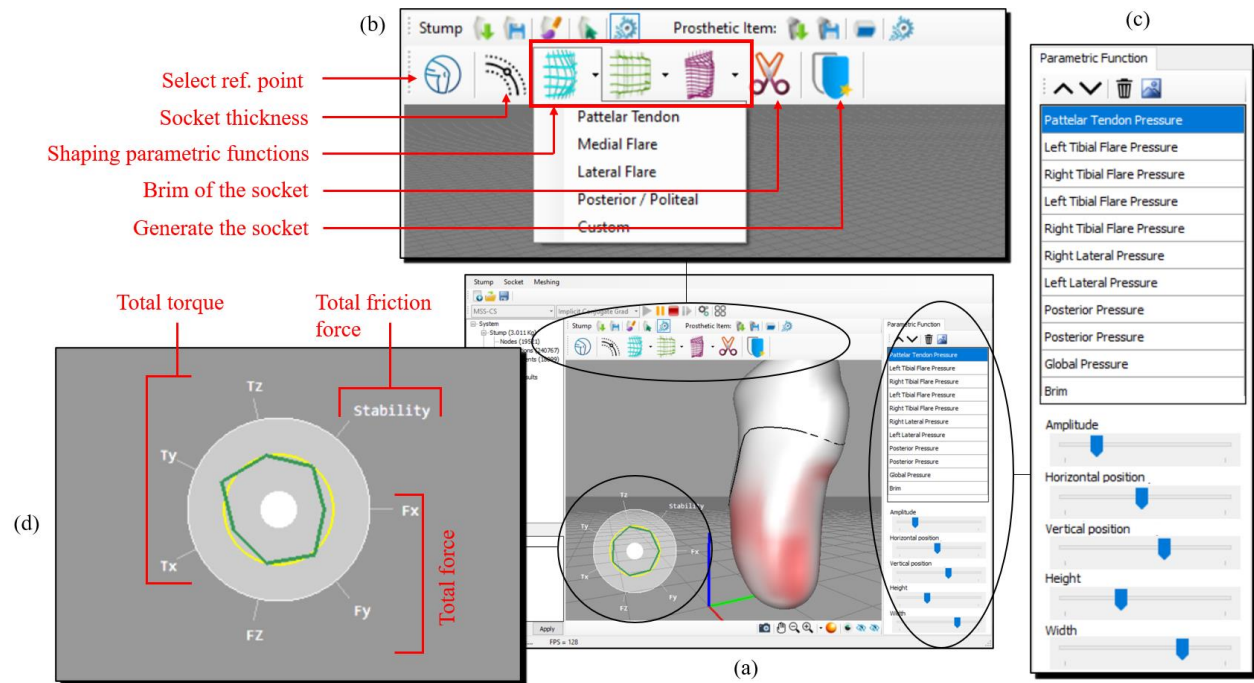 (b)
Stump
Prosthetic Item:
Select ref. point
Socket thickness
Shaping parametric functions
Brim of the socket
Generate the socket
Pattelar Tendon
Medial Flare
Lateral Flare
Posterior / Politeal
Custom
(c)
Parametric Function
Pattelar Tendon Pressure
Left Tibial Flare Pressure
Right Tibial Flare Pressure
Left Tibial Flare Pressure
Right Tibial Flare Pressure
Right Lateral Pressure
Left Lateral Pressure
Posterior Pressure
Posterior Pressure
Global Pressure
Brim
Amplitude
Horizontal position
Vertical position
Height
Width
Total torque
Total friction
force
Tz
Stability
Ty
Fx
Tx
Fy
FZ
Total force
(d)
Stump Socket Meshing
MSS-CS
Implicit Conjugate Grad
Stump
Prosthetic Item:
System
Stump (3.011 Kg)
Parametric Function
Pattelar Tendon Pressure
Left Tibial Flare Pressure
Right Tibial Flare Pressure
Left Tibial Flare Pressure
Right Tibial Flare Pressure
Right Lateral Pressure
Left Lateral Pressure
Posterior Pressure
Posterior Pressure
Global Pressure
Brim
Amplitude
Horizontal position
Vertical position
Height
Width
Tz
Stability
Ty
Fx
Tx
Fy
FZ
Apply
FPS = 128
(a)